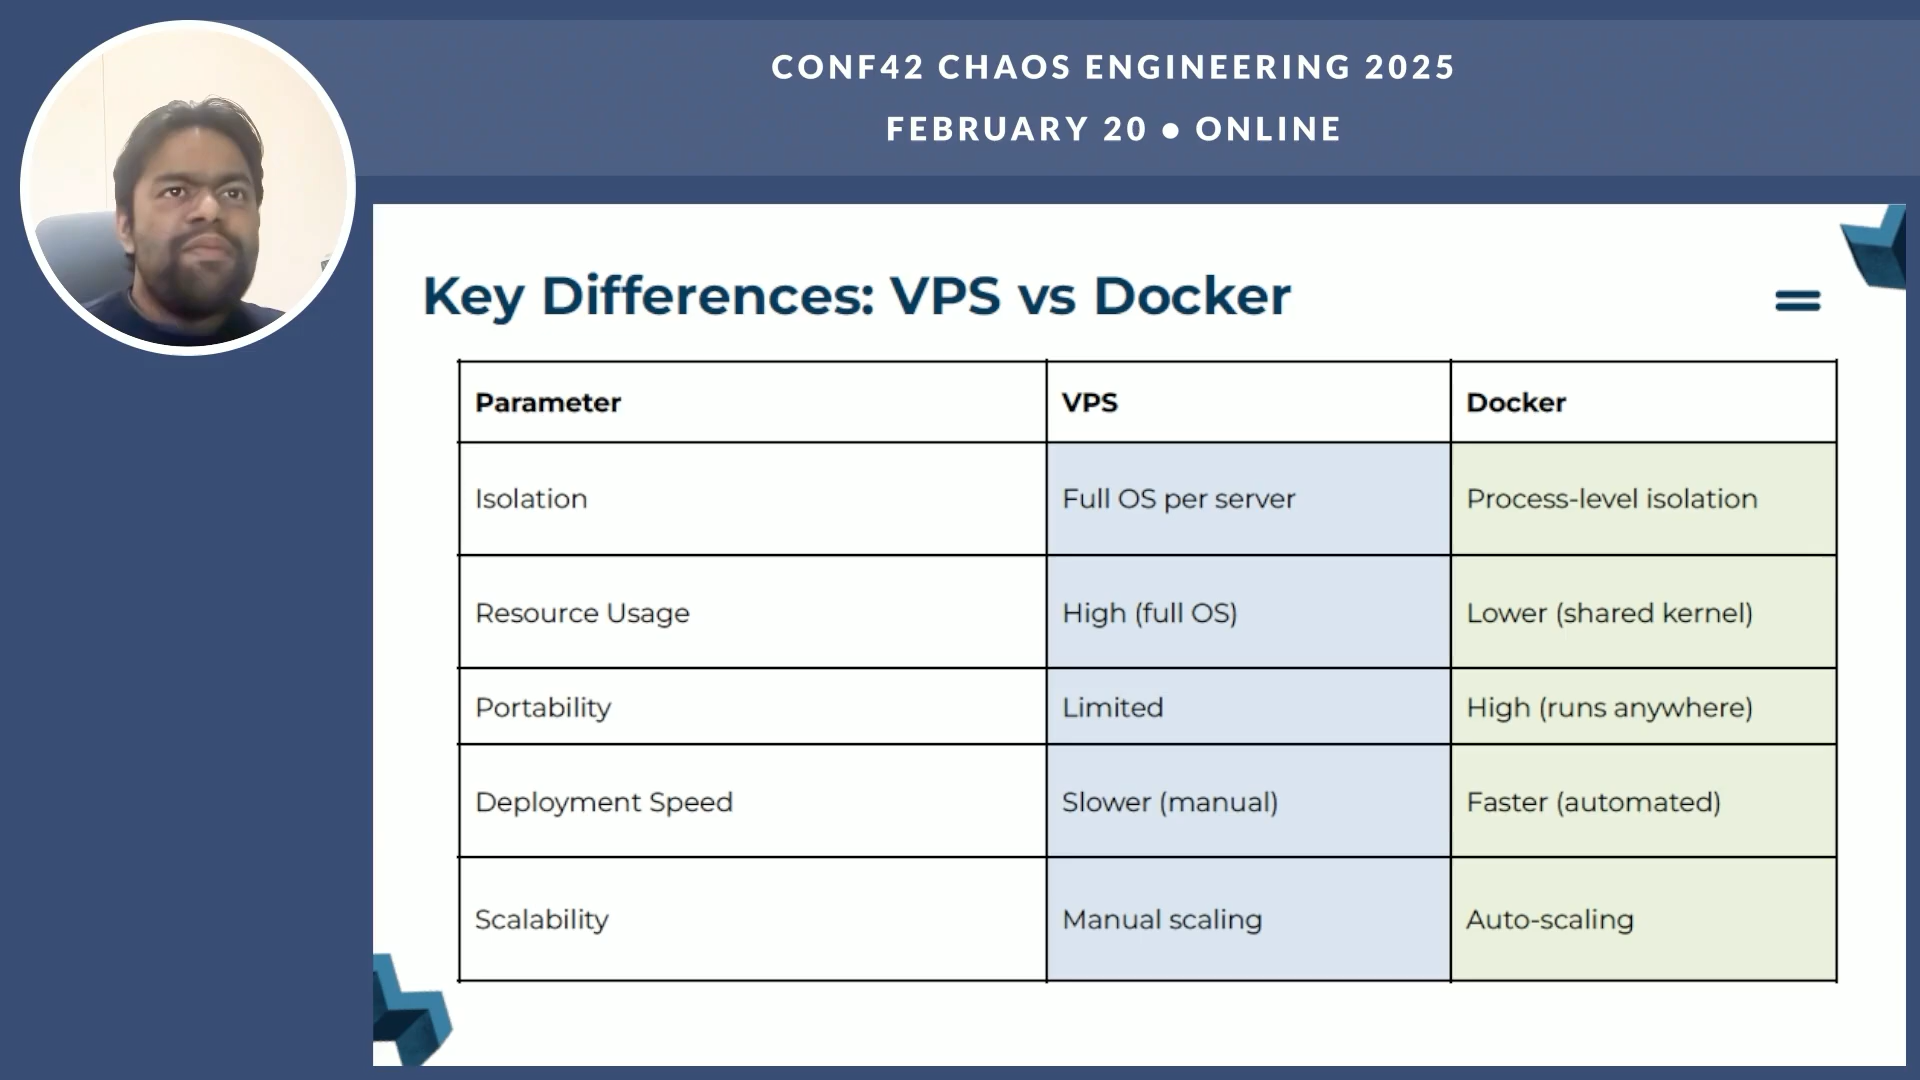 CONF42 CHAOS ENGINEERING 2025
FEBRUARY 20 ● ONLINE
Key Differences: VPS vs Docker
Parameter VPS Docker
Isolation Full OS per server Process-level isolation
Resource Usage High (full OS) Lower (shared kernel)
Portability Limited High (runs anywhere)
Deployment Speed Slower (manual) Faster (automated)
Scalability Manual scaling Auto-scaling